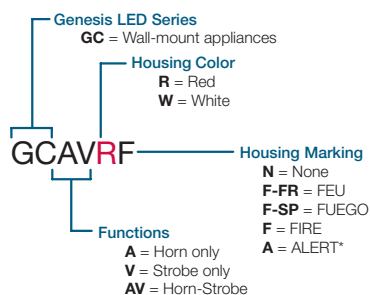 Genesis LED Series
GC = Wall-mount appliances
Housing Color
R = Red
W = White
GCAVRF
Housing Marking
N = None
F-FR = FEU
F-SP = FUEGO
F = FIRE
A = ALERT*
Functions
A = Horn only
V = Strobe only
AV = Horn-Strobe